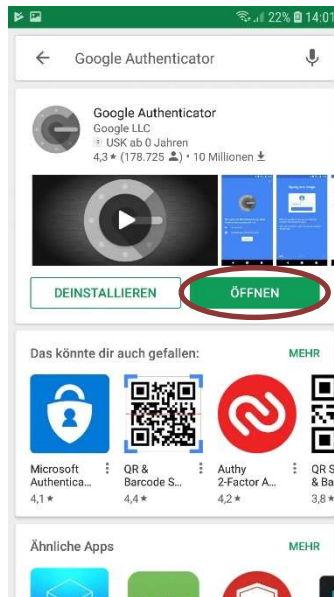 22% 14:01
Google Authenticator
Google Authenticator
Google LLC
USK ab 0 Jahren
4,3 ★ (178.725) • 10 Millionen
DEINSTALLIEREN
ÖFFNEN
Das könnte dir auch gefallen:
MEHR
Microsoft Authentica...
QR & Barcode S...
Authy 2-Factor A...
QR S & Ba
4,1 ★
4,4 ★
4,2 ★
3,8 ★
Ähnliche Apps
MEHR